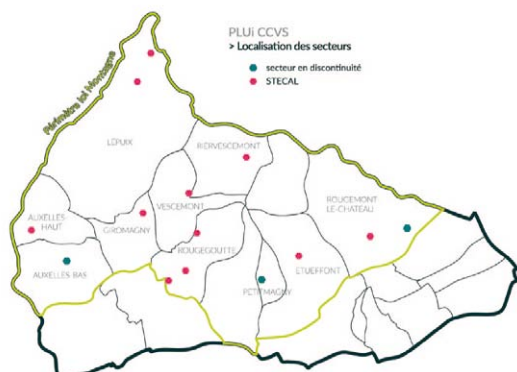 PLUi CCVS
> Localisation des secteurs
secteur en discontinuité
STECAL
Périmètre loi Montagne
LEPUIX
RIERVESCEMONT
ROUGEMONT
LE-CHATEAU
VESCEMONT
AUXELLES-
HAUT
GIROMAGNY
ROUGEGOUTTE
AUXELLES-BAS
PETITMAGNY
ETUEFFONT